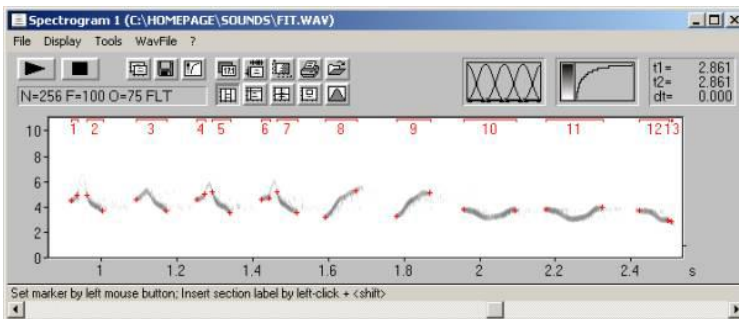 Spectrogram 1 (C:\HOMEPAGE\SOUNDS\FIT.WAV)
File Display Tools WavFile ?
N=256 F=100 O=75 FLT
t1= 2.861
t2= 2.861
dt= 0.000
1 2 3 4 5 6 7 8 9 10 11 12 13
10
8
6
4
2
0
1 1.2 1.4 1.6 1.8 2 2.2 2.4 s
Set marker by left mouse button; Insert section label by left-click + <shift>